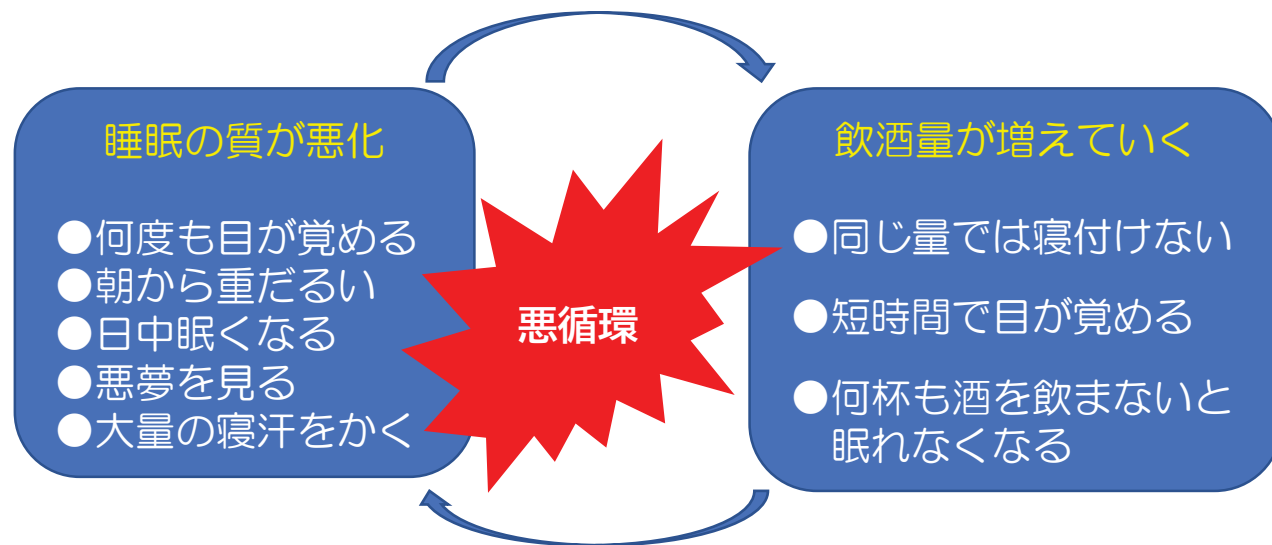 睡眠の質が悪化
●何度も目が覚める
●朝から重だるい
●日中眠くなる
●悪夢を見る
●大量の寝汗をかく
悪循環
飲酒量が増えていく
●同じ量では寝付けない
●短時間で目が覚める
●何杯も酒を飲まないと
眠れなくなる